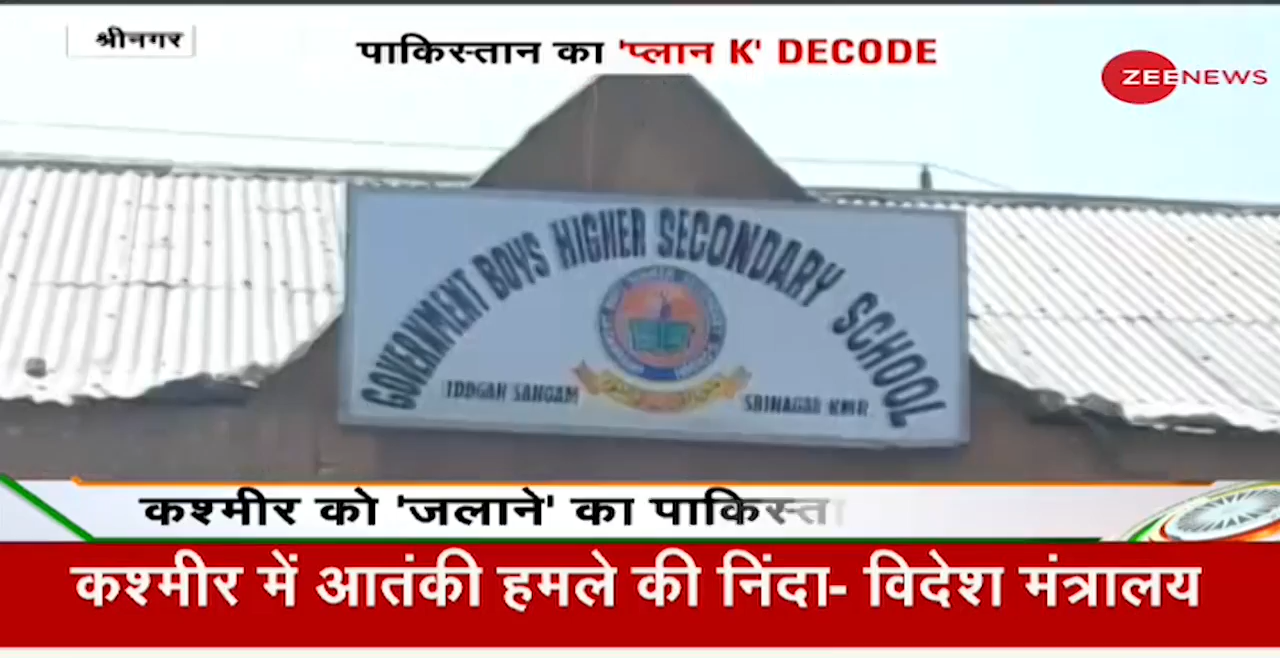 श्रीनगर
पाकिस्तान का 'प्लान K' DECODE
ZEENEWS
GOVERNMENT BOYS HIGHER SECONDARY SCHOOL
IDDGAH SANGAM
SRINAGAR KMR.
कश्मीर को 'जलाने' का पाकिस्ता
कश्मीर में आतंकी हमले की निंदा- विदेश मंत्रालय